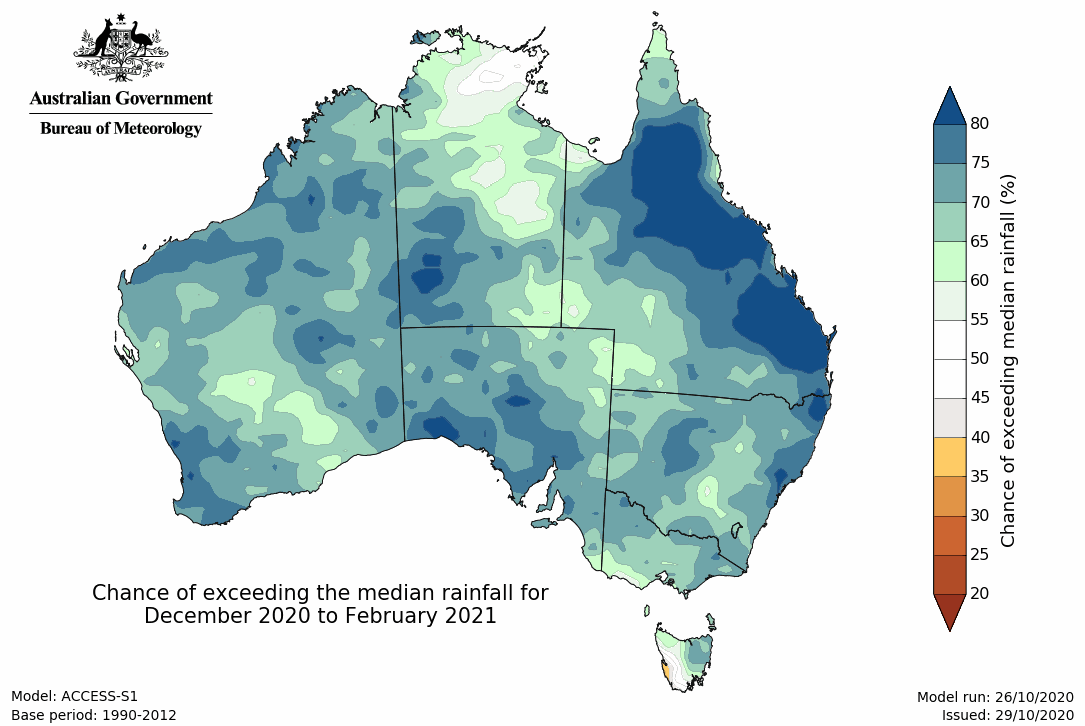 Australian Government
Bureau of Meteorology
80
75
70
65
60
55
50
45
40
35
30
25
20
Chance of exceeding median rainfall (%)
Chance of exceeding the median rainfall for
December 2020 to February 2021
Model: ACCESS-S1
Base period: 1990-2012
Model run: 26/10/2020
Issued: 29/10/2020